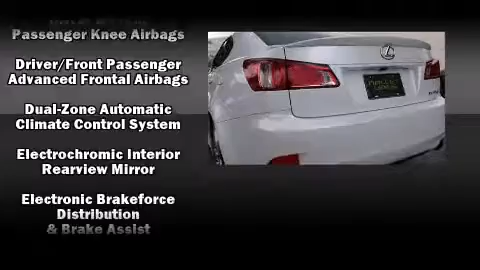 Passenger Knee Airbags
Driver/Front Passenger
Advanced Frontal Airbags
Dual-Zone Automatic
Climate Control System
Electrochromic Interior
Rearview Mirror
Electronic Brakeforce
Distribution
& Brake Assist